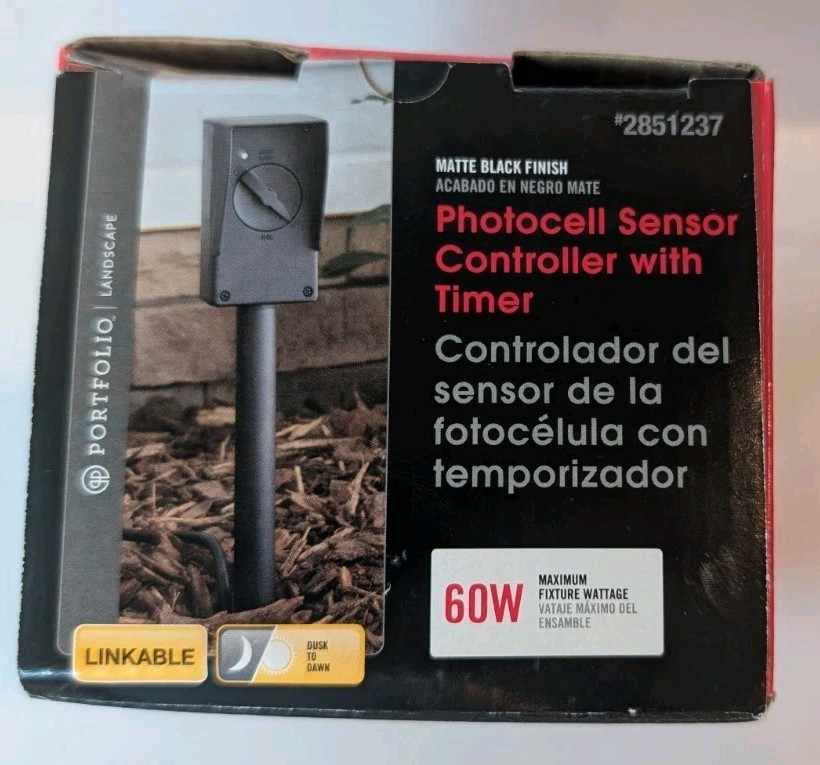 #2851237
MATTE BLACK FINISH
ACABADO EN NEGRO MATE
Photocell Sensor
Controller with
Timer
Controlador del
sensor de la
fotocélula con
temporizador
60W
MAXIMUM
FIXTURE WATTAGE
VATAJE MÁXIMO DEL
ENSAMBLE
PORTFOLIO | LANDSCAPE
LINKABLE
DUSK
TO
DAWN